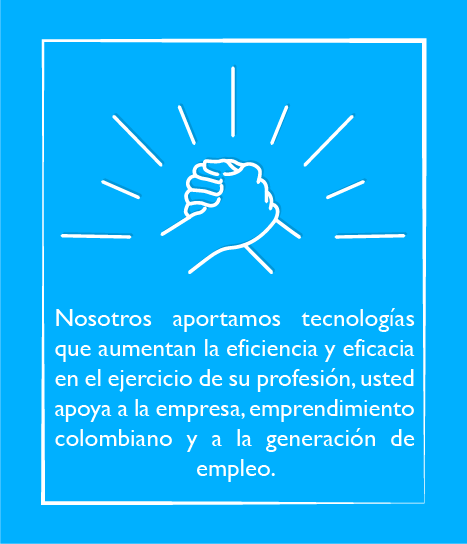 Nosotros aportamos tecnologías
que aumentan la eficiencia y eficacia
en el ejercicio de su profesión, usted
apoya a la empresa, emprendimiento
colombiano y a la generación de
empleo.